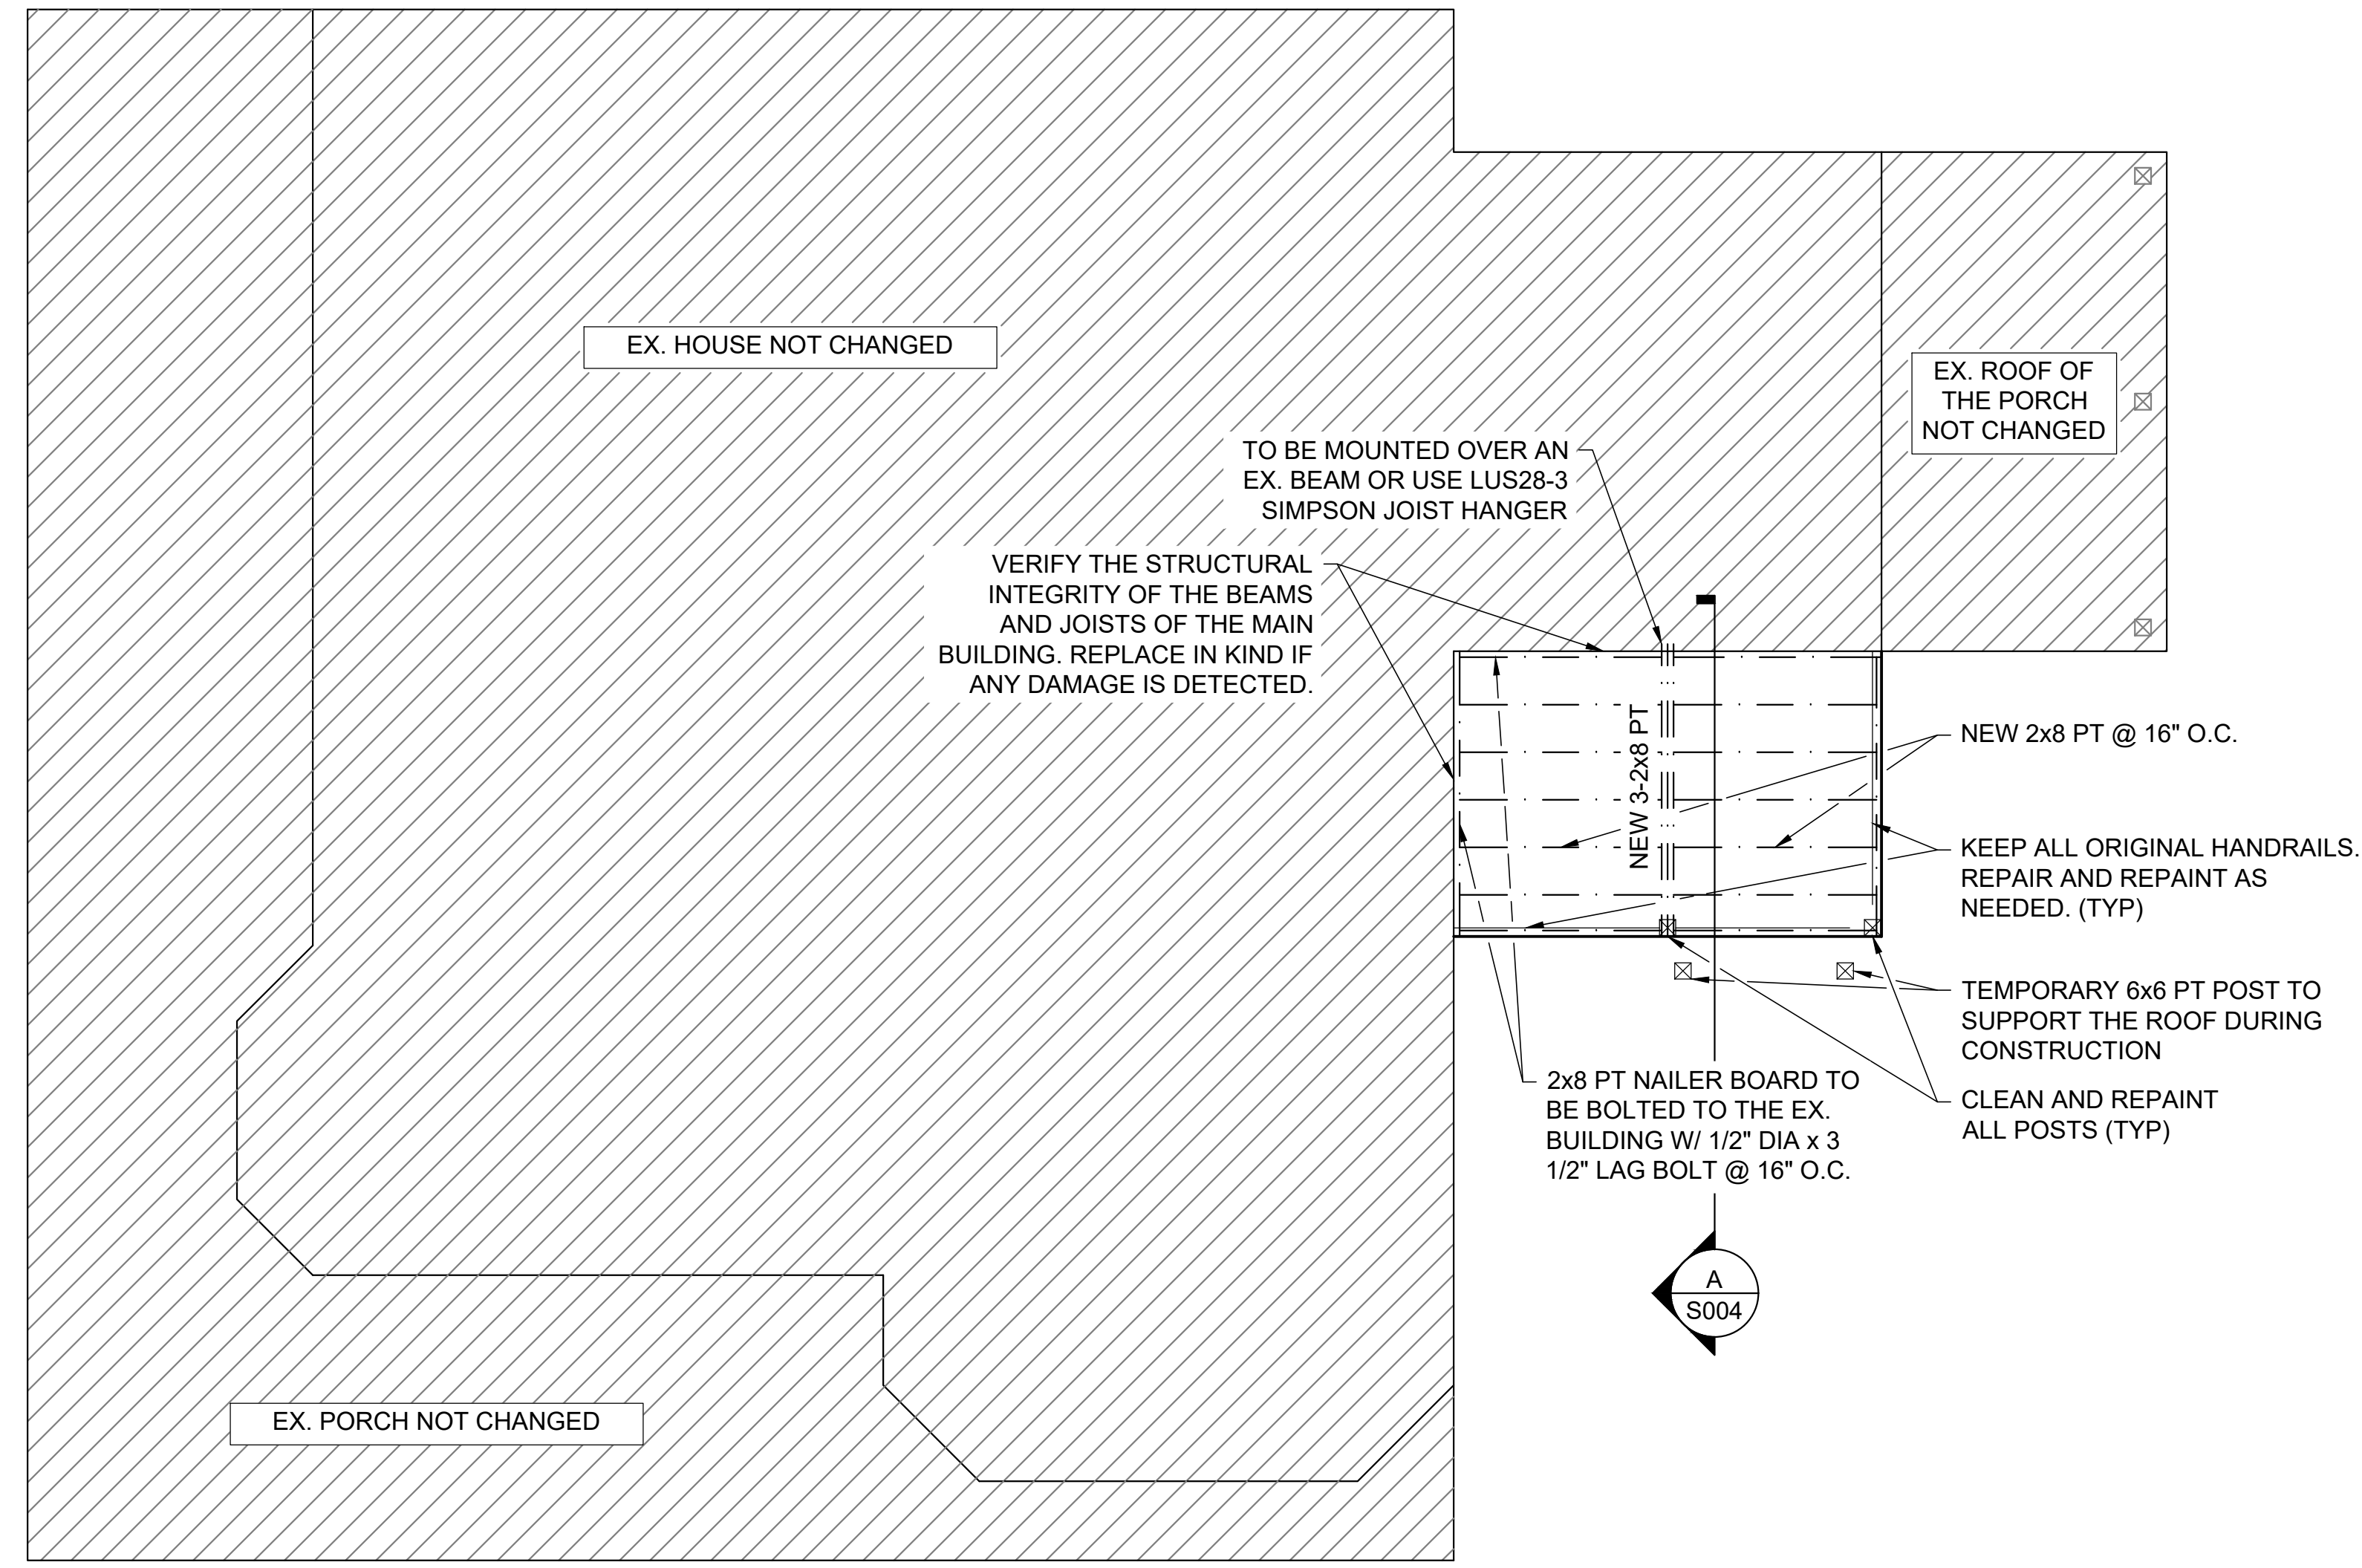 EX. HOUSE NOT CHANGED
EX. ROOF OF
THE PORCH
NOT CHANGED
TO BE MOUNTED OVER AN
EX. BEAM OR USE LUS28-3
SIMPSON JOIST HANGER
VERIFY THE STRUCTURAL
INTEGRITY OF THE BEAMS
AND JOISTS OF THE MAIN
BUILDING. REPLACE IN KIND IF
ANY DAMAGE IS DETECTED.
NEW 3-2x8 PT
NEW 2x8 PT @ 16" O.C.
KEEP ALL ORIGINAL HANDRAILS.
REPAIR AND REPAINT AS
NEEDED. (TYP)
TEMPORARY 6x6 PT POST TO
SUPPORT THE ROOF DURING
CONSTRUCTION
2x8 PT NAILER BOARD TO
BE BOLTED TO THE EX.
BUILDING W/ 1/2" DIA x 3
1/2" LAG BOLT @ 16" O.C.
CLEAN AND REPAINT
ALL POSTS (TYP)
A
S004
EX. PORCH NOT CHANGED